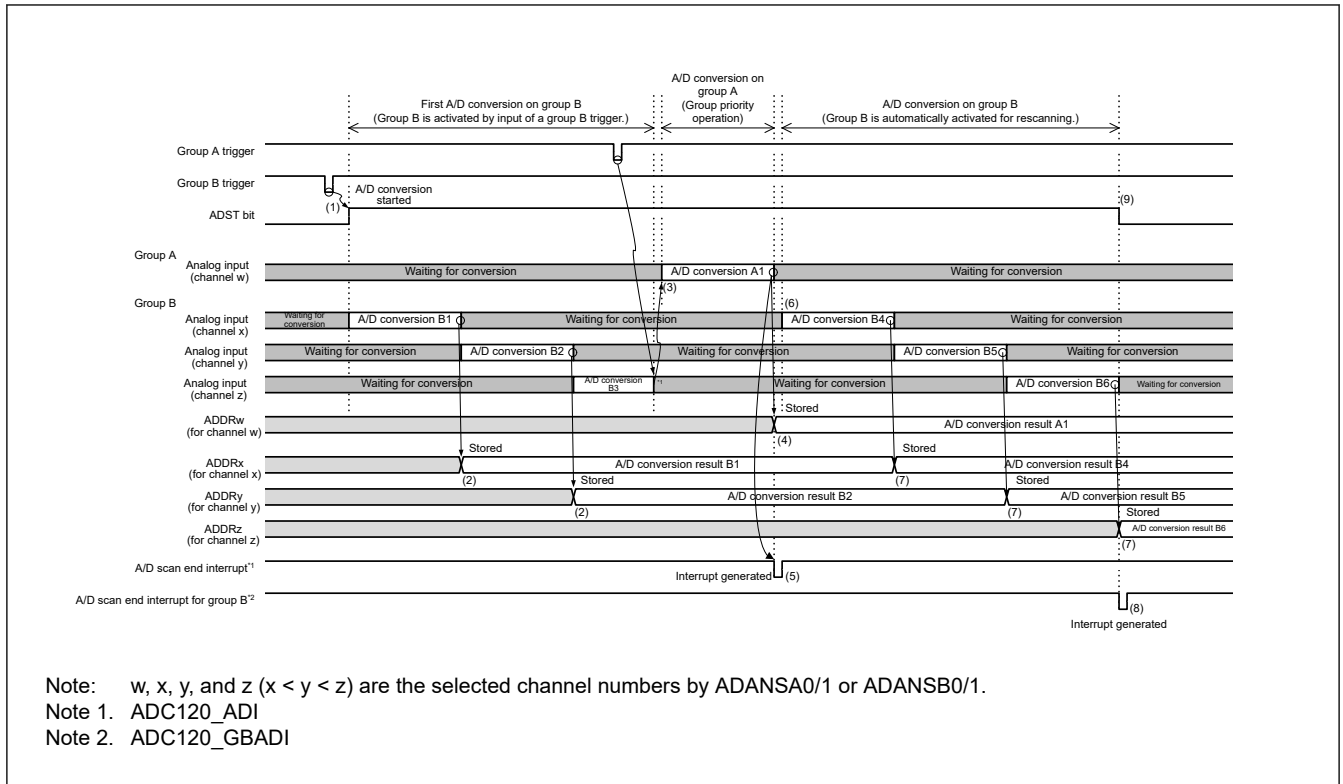 First A/D conversion on group B
(Group B is activated by input of a group B trigger.)
A/D conversion on
group A
(Group priority
operation)
A/D conversion on group B
(Group B is automatically activated for rescanning.)
Group A trigger
Group B trigger
(1)
A/D conversion
started
ADST bit
(9)
Group A
Analog input
(channel w)
Waiting for conversion
A/D conversion A1
Waiting for conversion
(3)
Group B
(6)
Analog input
(channel x)
Waiting for
conversion
A/D conversion B1
Waiting for conversion
A/D conversion B4
Waiting for conversion
Analog input
(channel y)
Waiting for conversion
A/D conversion B2
Waiting for conversion
A/D conversion B5
Waiting for conversion
Analog input
(channel z)
Waiting for conversion
A/D conversion
B3
*1
Waiting for conversion
A/D conversion B6
Waiting for conversion
Stored
ADDRw
(for channel w)
A/D conversion result A1
(4)
Stored
Stored
ADDRx
(for channel x)
A/D conversion result B1
A/D conversion result B4
(2)
(7)
Stored
Stored
ADDRy
(for channel y)
A/D conversion result B2
A/D conversion result B5
(2)
(7)
Stored
ADDRz
(for channel z)
A/D conversion result B6
(7)
A/D scan end interrupt*1
Interrupt generated
(5)
A/D scan end interrupt for group B*2
(8)
Interrupt generated
Note: w, x, y, and z (x < y < z) are the selected channel numbers by ADANSA0/1 or ADANSB0/1.
Note 1. ADC120_ADI
Note 2. ADC120_GBADI